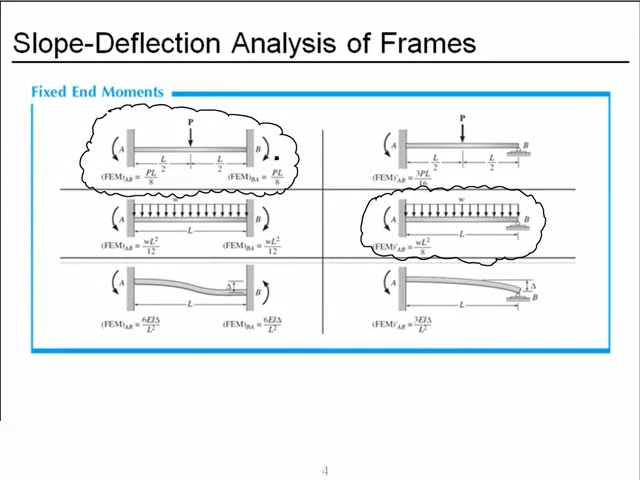 Slope-Deflection Analysis of Frames
Fixed End Moments
P
A B
L/2 L/2
(FEM)AB = PL/8 (FEM)BA = PL/8
P
A B
L/2 L/2
(FEM)'AB = 3PL/16
w
A B
L
(FEM)AB = wL²/12 (FEM)BA = wL²/12
w
A B
L
(FEM)'AB = wL²/8
A Δ B
L
(FEM)AB = 6EIΔ/L² (FEM)BA = 6EIΔ/L²
A Δ
B
L
(FEM)'AB = 3EIΔ/L²
4